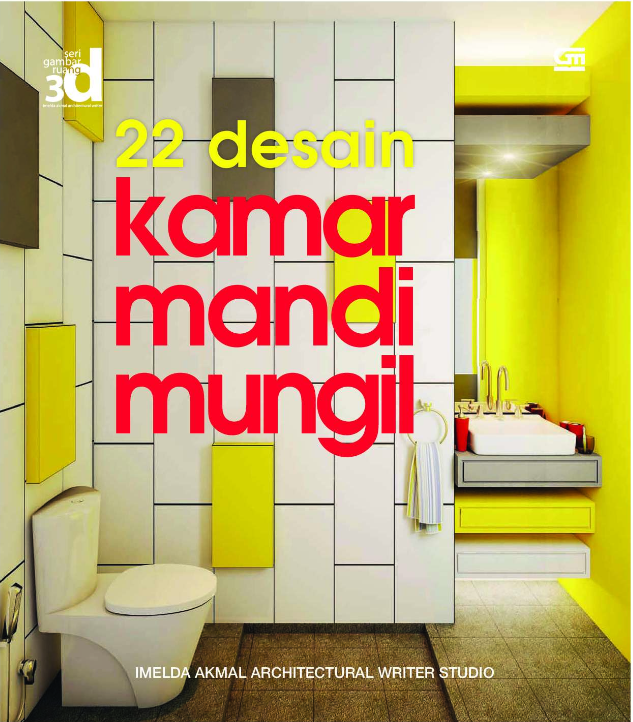 seri
gambar
ruang
3d
22 desain
kamar
mandi
mungil
IMELDA AKMAL ARCHITECTURAL WRITER STUDIO